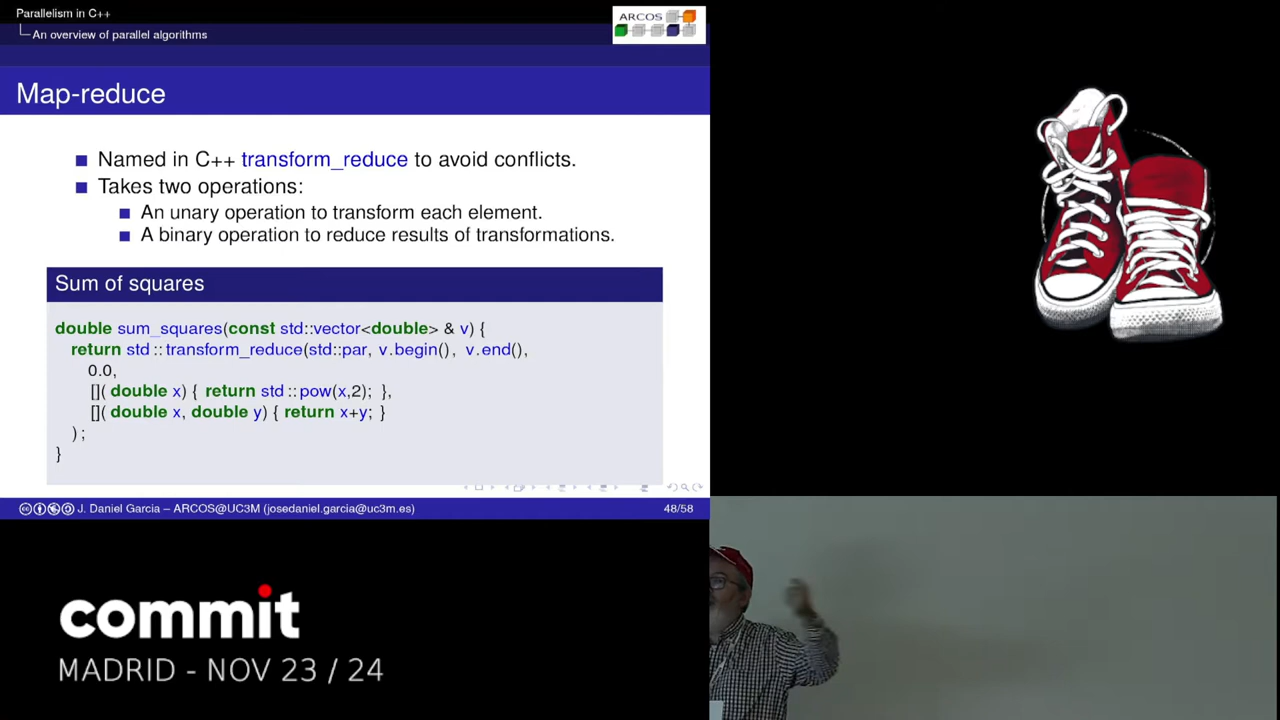 Parallelism in C++
An overview of parallel algorithms
ARCOS
Map-reduce
Named in C++ transform_reduce to avoid conflicts.
Takes two operations:
An unary operation to transform each element.
A binary operation to reduce results of transformations.
Sum of squares
double sum_squares(const std::vector<double> & v) {
return std::transform_reduce(std::par, v.begin(), v.end(),
0.0,
[](double x) { return std::pow(x,2); },
[](double x, double y) { return x+y; }
);
}
J. Daniel Garcia – ARCOS@UC3M (josedaniel.garcia@uc3m.es)
48/58
commit
MADRID - NOV 23 / 24